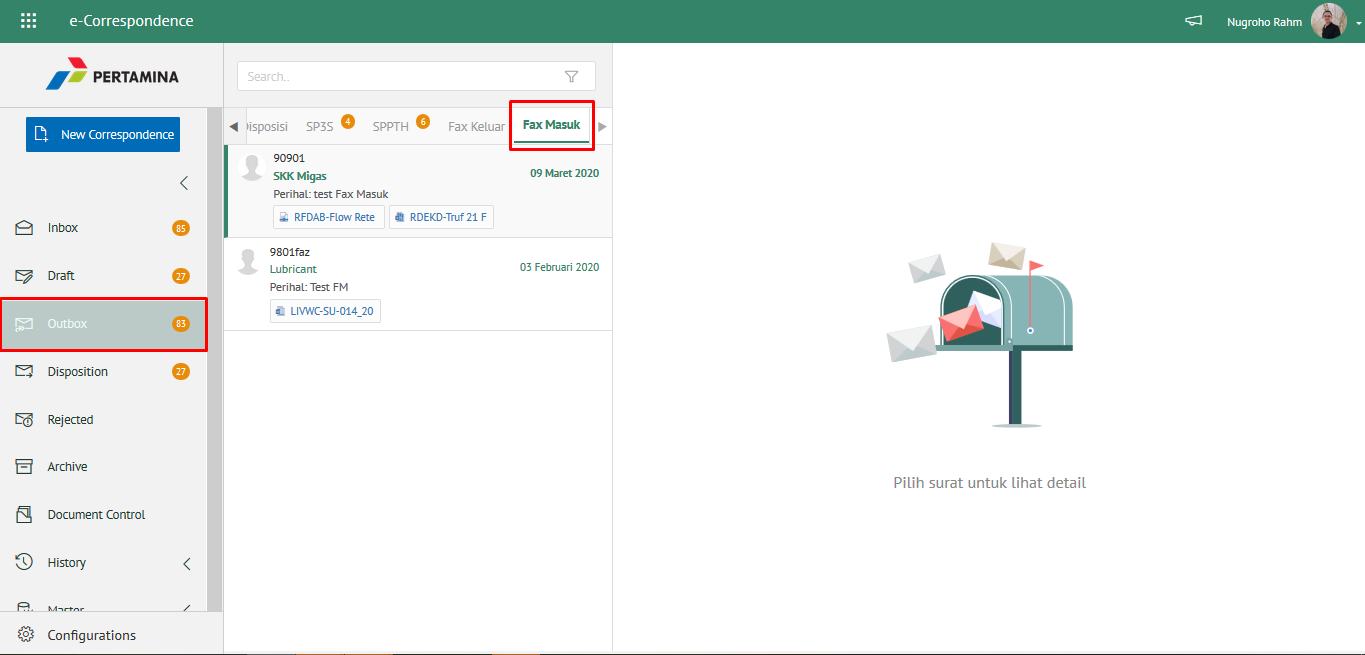 e-Correspondence
Nugroho Rahm
PERTAMINA
New Correspondence
Inbox 85
Draft 27
Outbox 83
Disposition 27
Rejected
Archive
Document Control
History
Master
Configurations
Search..
isposisi SP3S 4 SPPTH 6 Fax Keluar Fax Masuk
90901
SKK Migas 09 Maret 2020
Perihal: test Fax Masuk
RFDAB-Flow Rete RDEKD-Truf 21 F
9801faz
Lubricant 03 Februari 2020
Perihal: Test FM
LIVWC-SU-014_20
Pilih surat untuk lihat detail